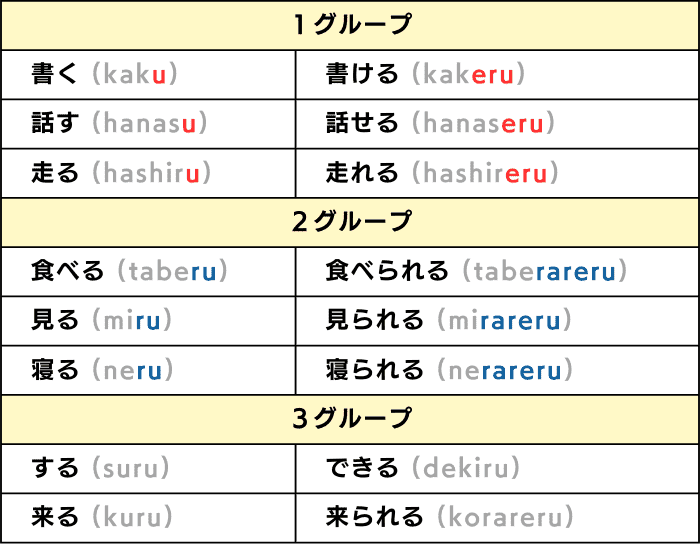 1グループ
書く（kaku） 書ける（kakeru）
話す（hanasu） 話せる（hanaseru）
走る（hashiru） 走れる（hashireru）
2グループ
食べる（taberu） 食べられる（taberareru）
見る（miru） 見られる（mirareru）
寝る（neru） 寝られる（nerareru）
3グループ
する（suru） できる（dekiru）
来る（kuru） 来られる（korareru）